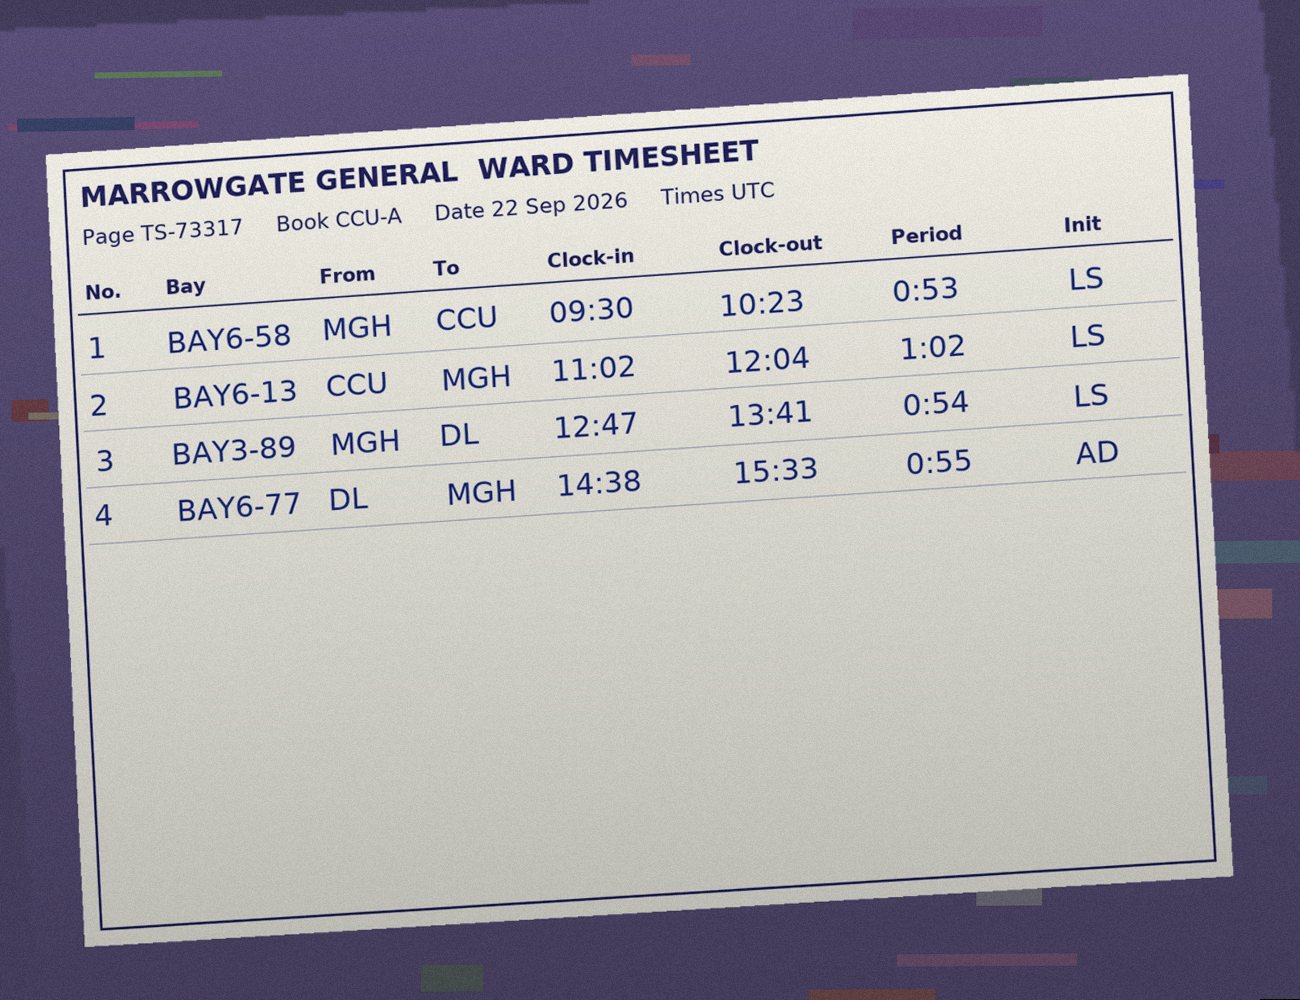 MARROWGATE GENERAL WARD TIMESHEET
Page TS-73317 Book CCU-A Date 22 Sep 2026 Times UTC
No. Bay From To Clock-in Clock-out Period Init
1 BAY6-58 MGH CCU 09:30 10:23 0:53 LS
2 BAY6-13 CCU MGH 11:02 12:04 1:02 LS
3 BAY3-89 MGH DL 12:47 13:41 0:54 LS
4 BAY6-77 DL MGH 14:38 15:33 0:55 AD